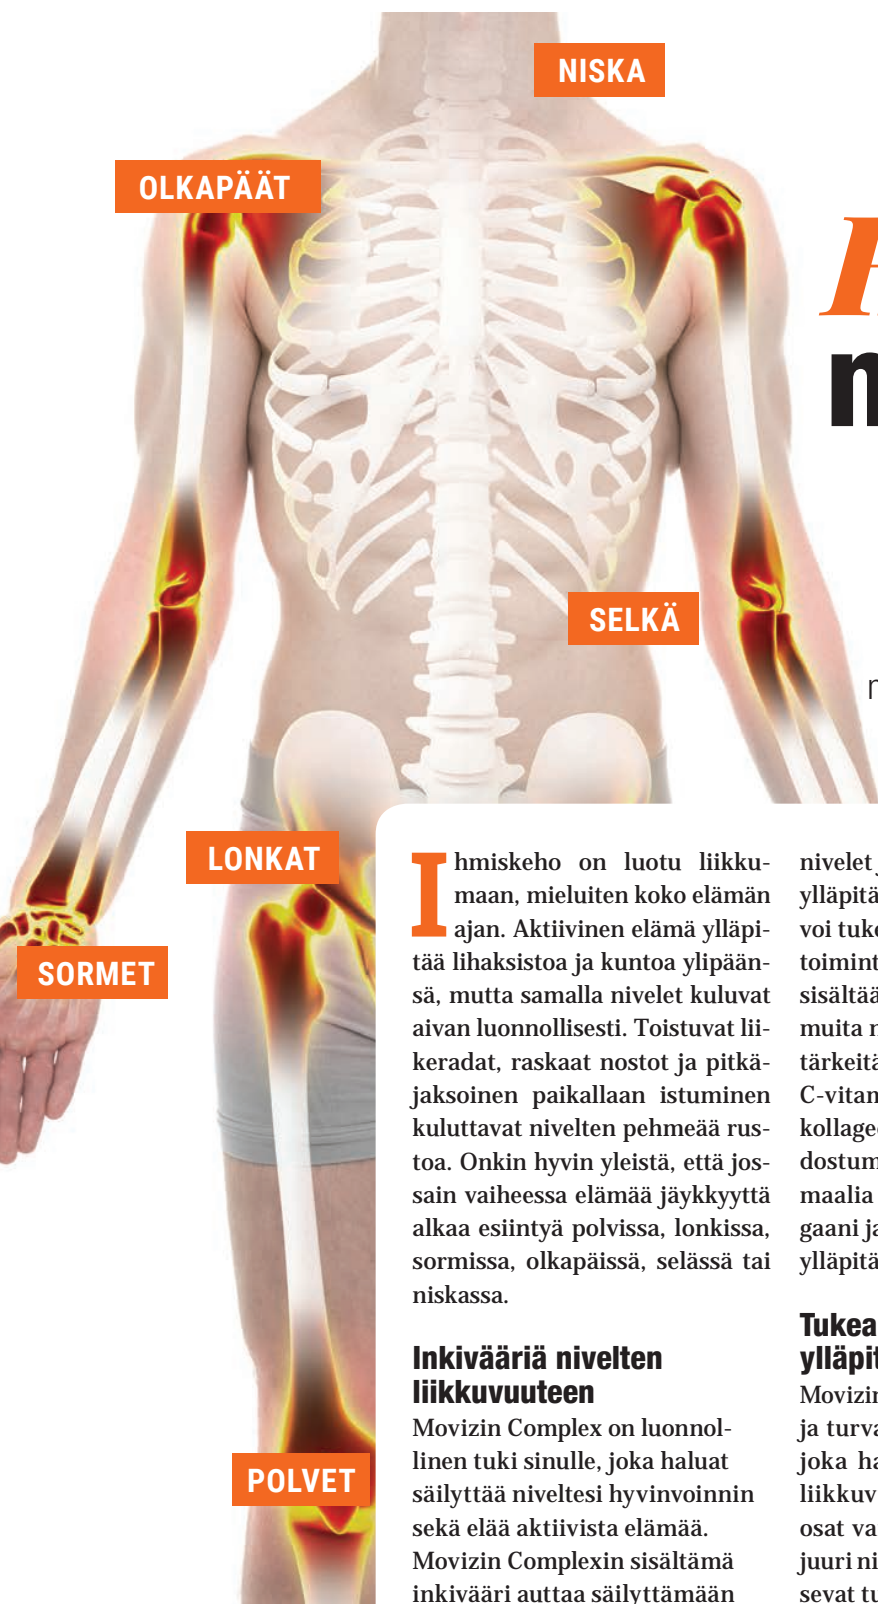 NISKA
OLKAPÄÄT
SELKÄ
LONKAT
SORMET
POLVET
Ihmiskeho on luotu liikku-
maan, mieluiten koko elämän
ajan. Aktiivinen elämä ylläpi-
tää lihaksistoa ja kuntoa ylipään-
sä, mutta samalla nivelet kuluvat
aivan luonnollisesti. Toistuvat lii-
keradat, raskaat nostot ja pitkä-
jaksoinen paikallaan istuminen
kuluttavat nivelten pehmeää rus-
toa. Onkin hyvin yleistä, että jos-
sain vaiheessa elämää jäykkyyttä
alkaa esiintyä polvissa, lonkissa,
sormissa, olkapäissä, selässä tai
niskassa.
Inkivääriä nivelten
liikkuvuuteen
Movizin Complex on luonnol-
linen tuki sinulle, joka haluat
säilyttää niveltesi hyvinvoinnin
sekä elää aktiivista elämää.
Movizin Complexin sisältämä
inkivääri auttaa säilyttämään
nivelet j
ylläpitä
voi tuke
toimint
sisältää
muita n
tärkeitä
C-vitam
kollagee
dostum
maalia
gaani ja
ylläpitä
Tukea
ylläpit
Movizin
ja turva
joka ha
liikkuv
osat va
juuri ni
sevat tu